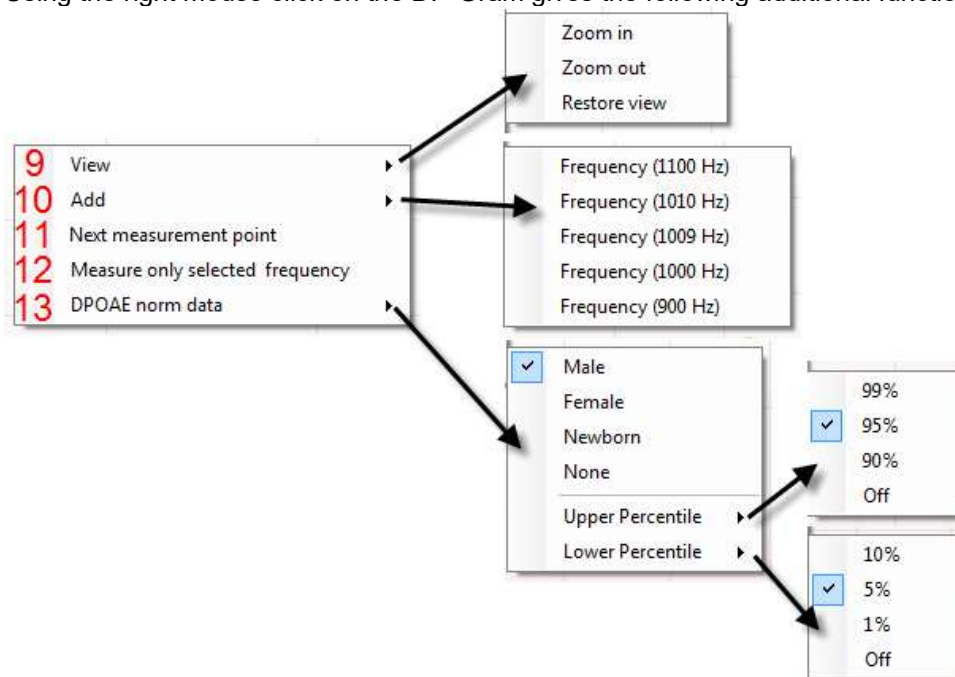 Using the right mouse click on the DP-Gram gives the following additional
Zoom in
Zoom out
Restore view
9 View
10 Add
11 Next measurement point
12 Measure only selected frequency
13 DPOAE norm data
Frequency (1100 Hz)
Frequency (1010 Hz)
Frequency (1009 Hz)
Frequency (1000 Hz)
Frequency (900 Hz)
Male
Female
Newborn
None
Upper Percentile
Lower Percentile
99%
95%
90%
Off
10%
5%
1%
Off